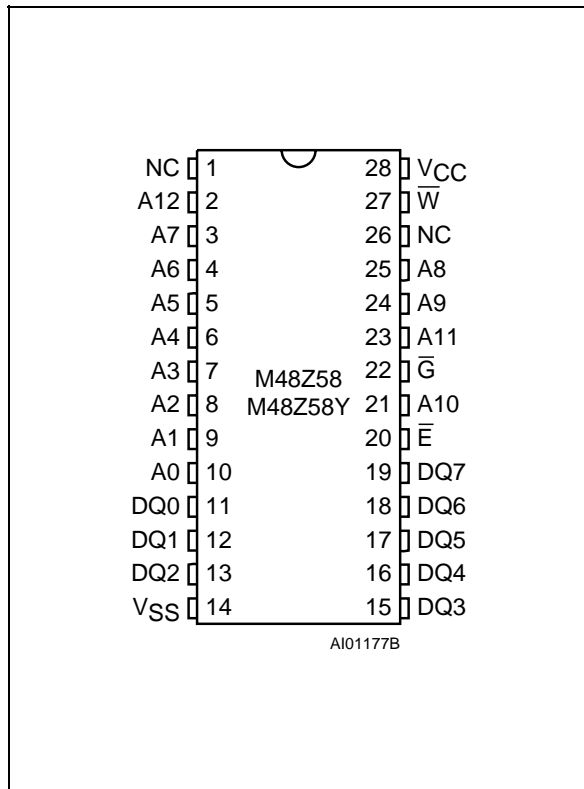 NC 1 28 VCC
A12 2 27 W̅
A7 3 26 NC
A6 4 25 A8
A5 5 24 A9
A4 6 23 A11
A3 7 22 G̅
M48Z58
A2 8 21 A10
M48Z58Y
A1 9 20 E̅
A0 10 19 DQ7
DQ0 11 18 DQ6
DQ1 12 17 DQ5
DQ2 13 16 DQ4
VSS 14 15 DQ3
AI01177B